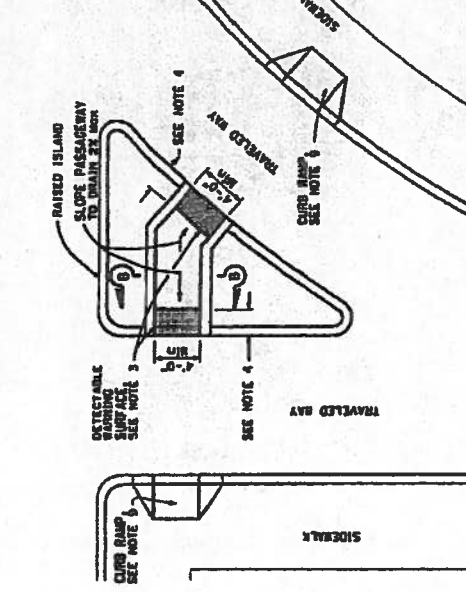 SIDEWALK
SEE NOTE 4
TRAVELED WAY
RAISED ISLAND
SLOPE PASSAGEWAY
TO DRAIN 2% MAX
4'-0"
MIN
CURB RAMP
SEE NOTE 6
B
B
4'-0"
MIN
DETECTABLE
WARNING
SURFACE,
SEE NOTE 3
SEE NOTE 4
TRAVELED WAY
CURB RAMP,
SEE NOTE
SIDEWALK